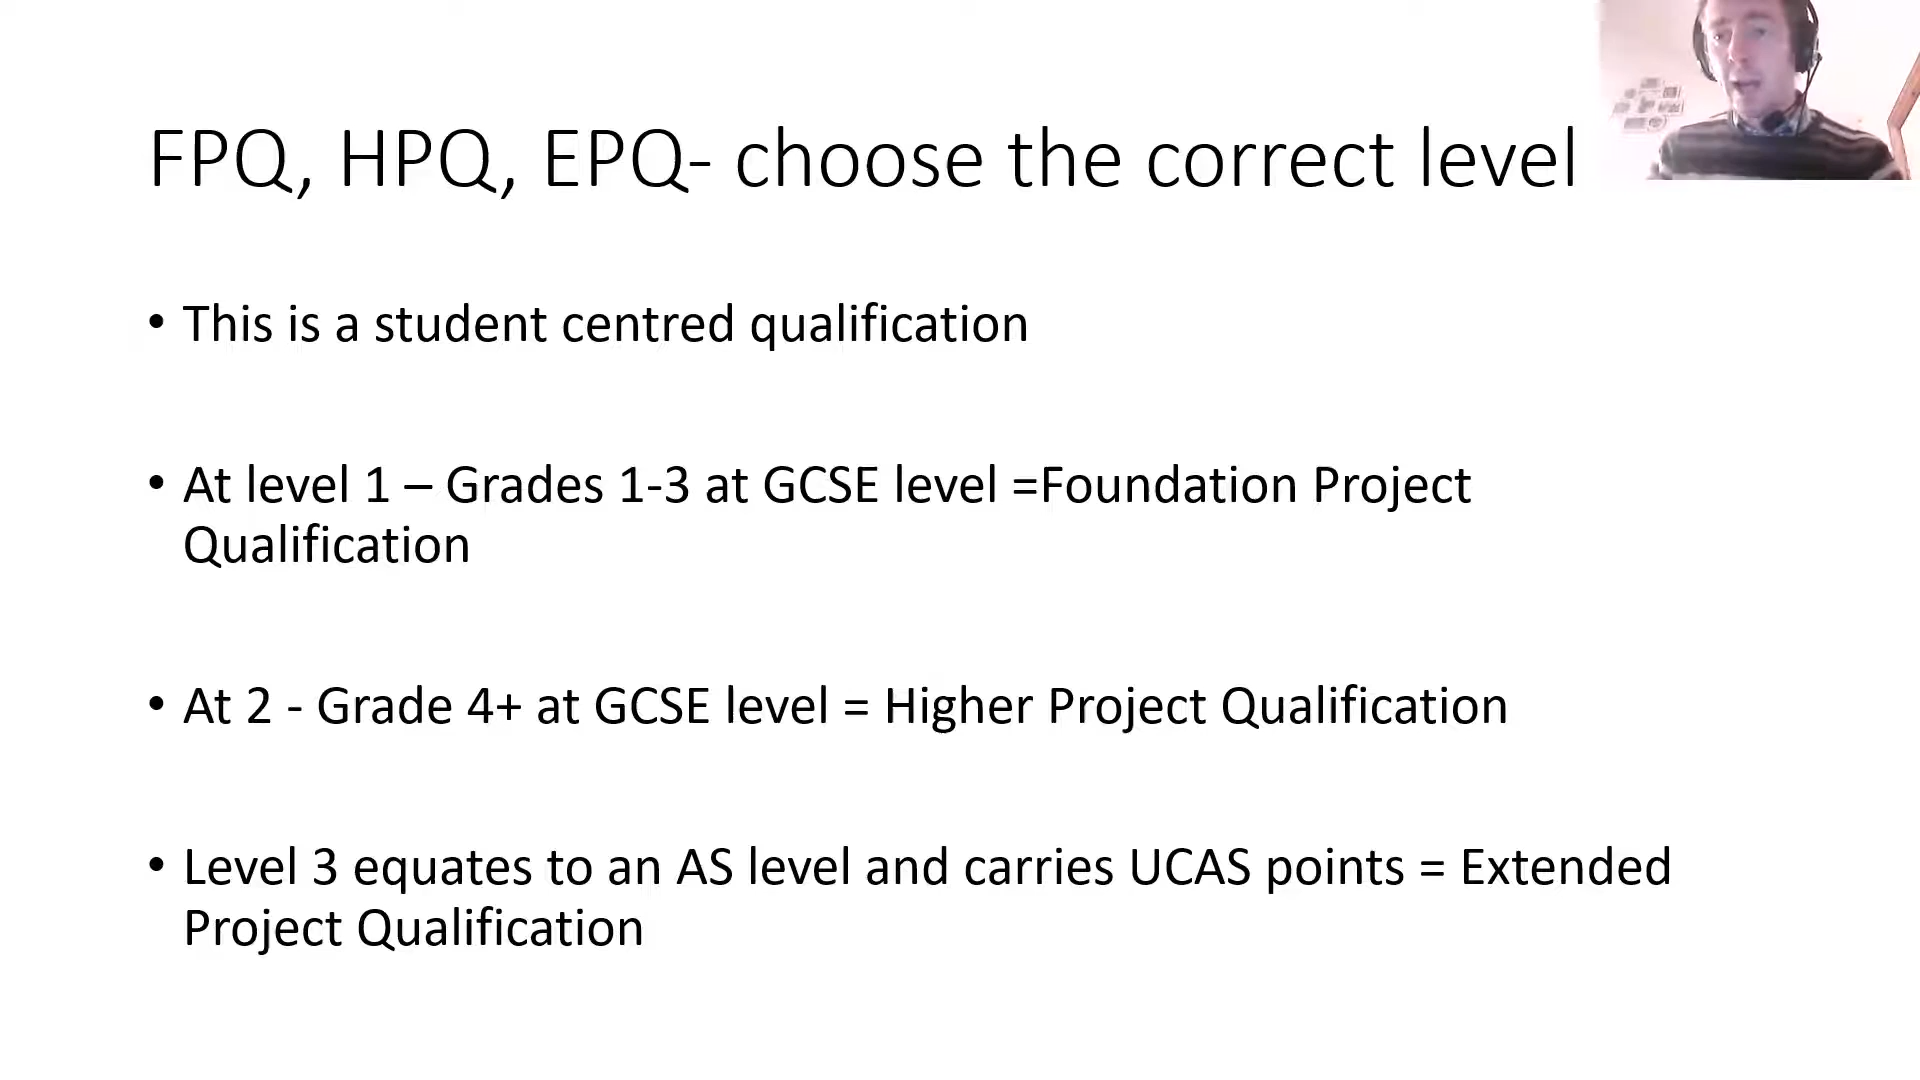 FPQ, HPQ, EPQ- choose the correct level
• This is a student centred qualification
• At level 1 – Grades 1-3 at GCSE level =Foundation Project
Qualification
• At 2 - Grade 4+ at GCSE level = Higher Project Qualification
• Level 3 equates to an AS level and carries UCAS points = Extended
Project Qualification